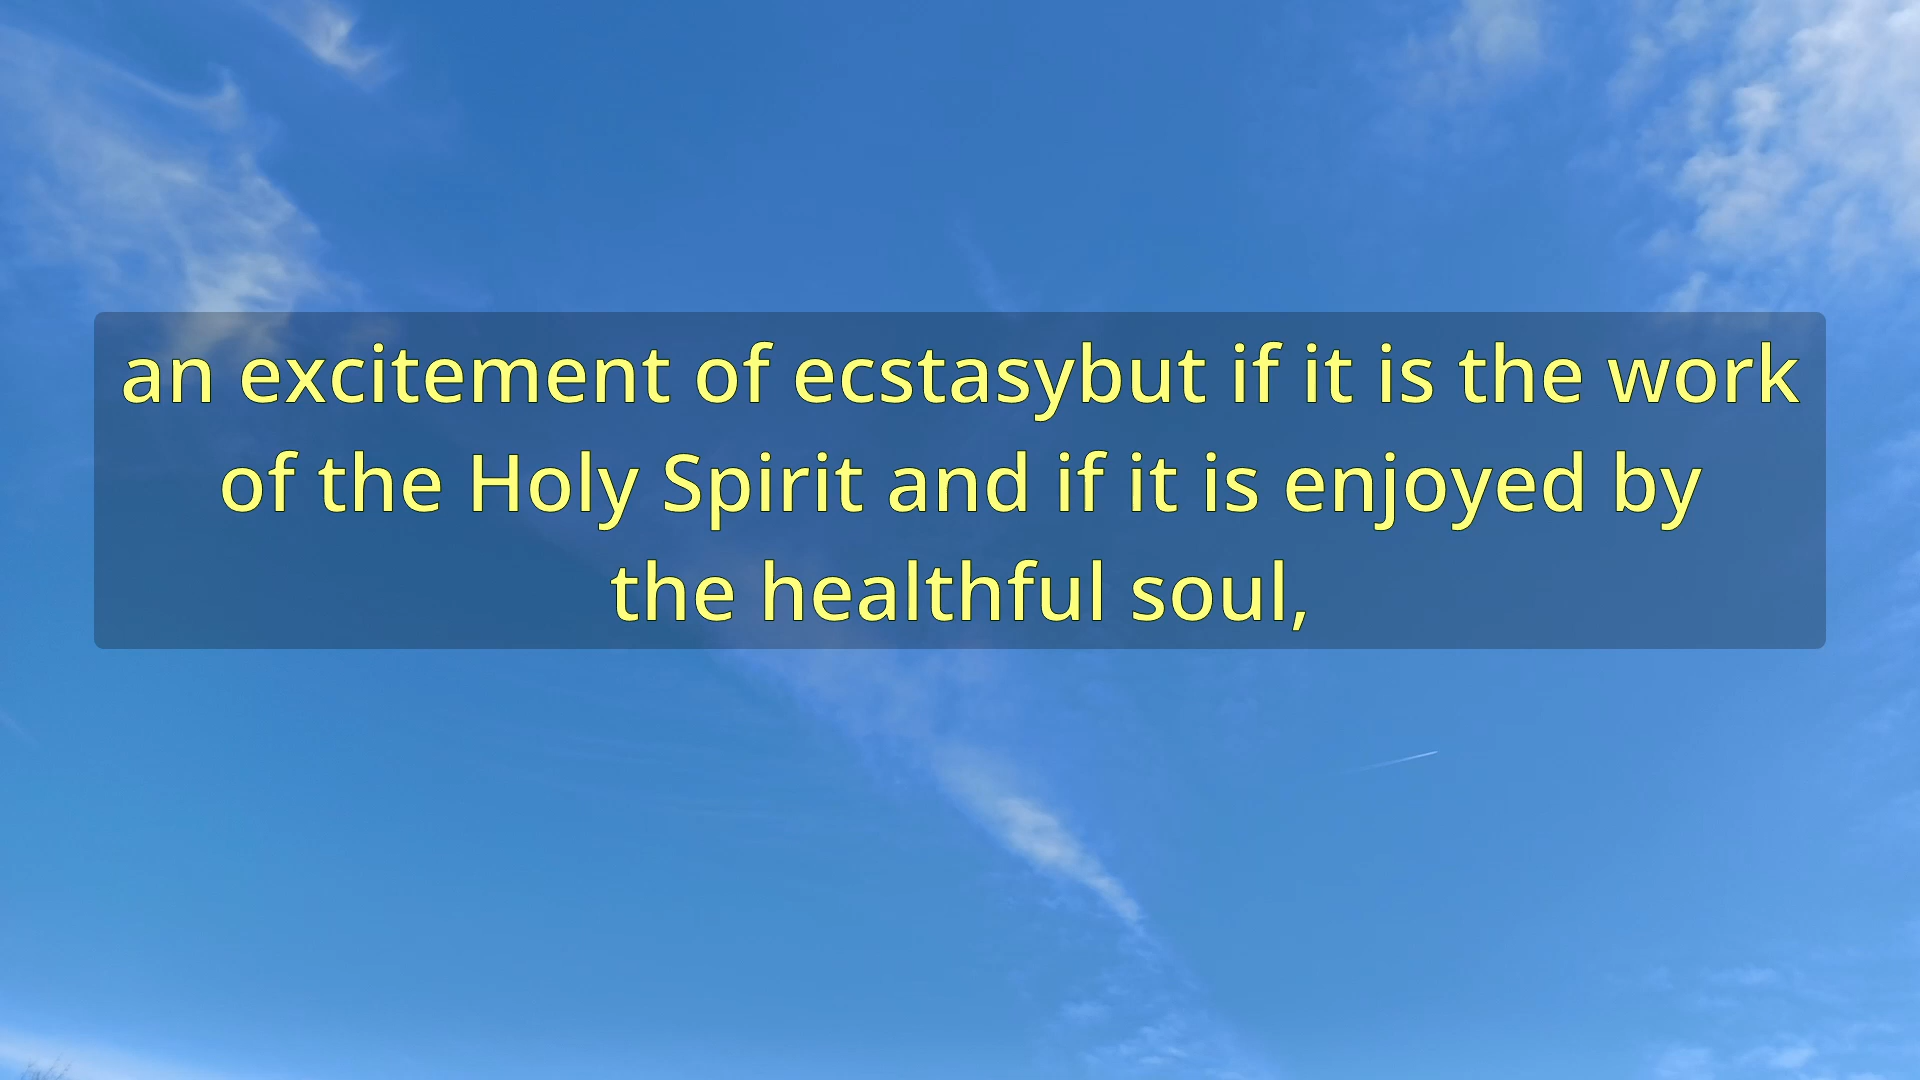 an excitement of ecstasybut if it is the work
of the Holy Spirit and if it is enjoyed by
the healthful soul,